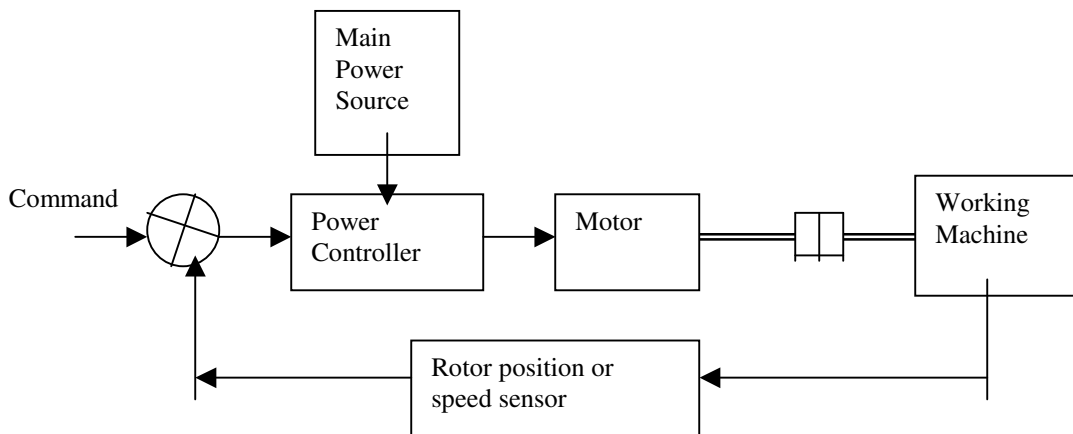 Main
Power
Source
Command
Power
Controller
Motor
Working
Machine
Rotor position or
speed sensor